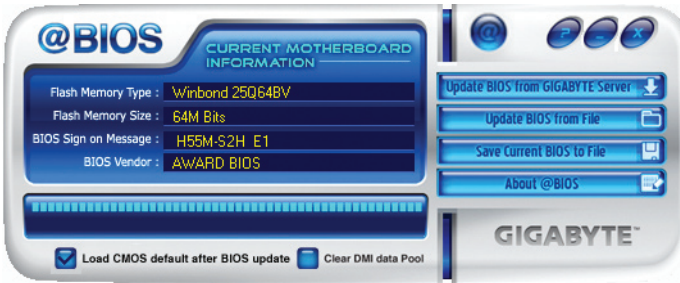 @BIOS
CURRENT MOTHERBOARD
INFORMATION
Flash Memory Type : Winbond 25Q64BV
Flash Memory Size : 64M Bits
BIOS Sign on Message : H55M-S2H E1
BIOS Vendor : AWARD BIOS
Load CMOS default after BIOS update Clear DMI data Pool
@ ? _ X
Update BIOS from GIGABYTE Server
Update BIOS from File
Save Current BIOS to File
About @BIOS
GIGABYTE™